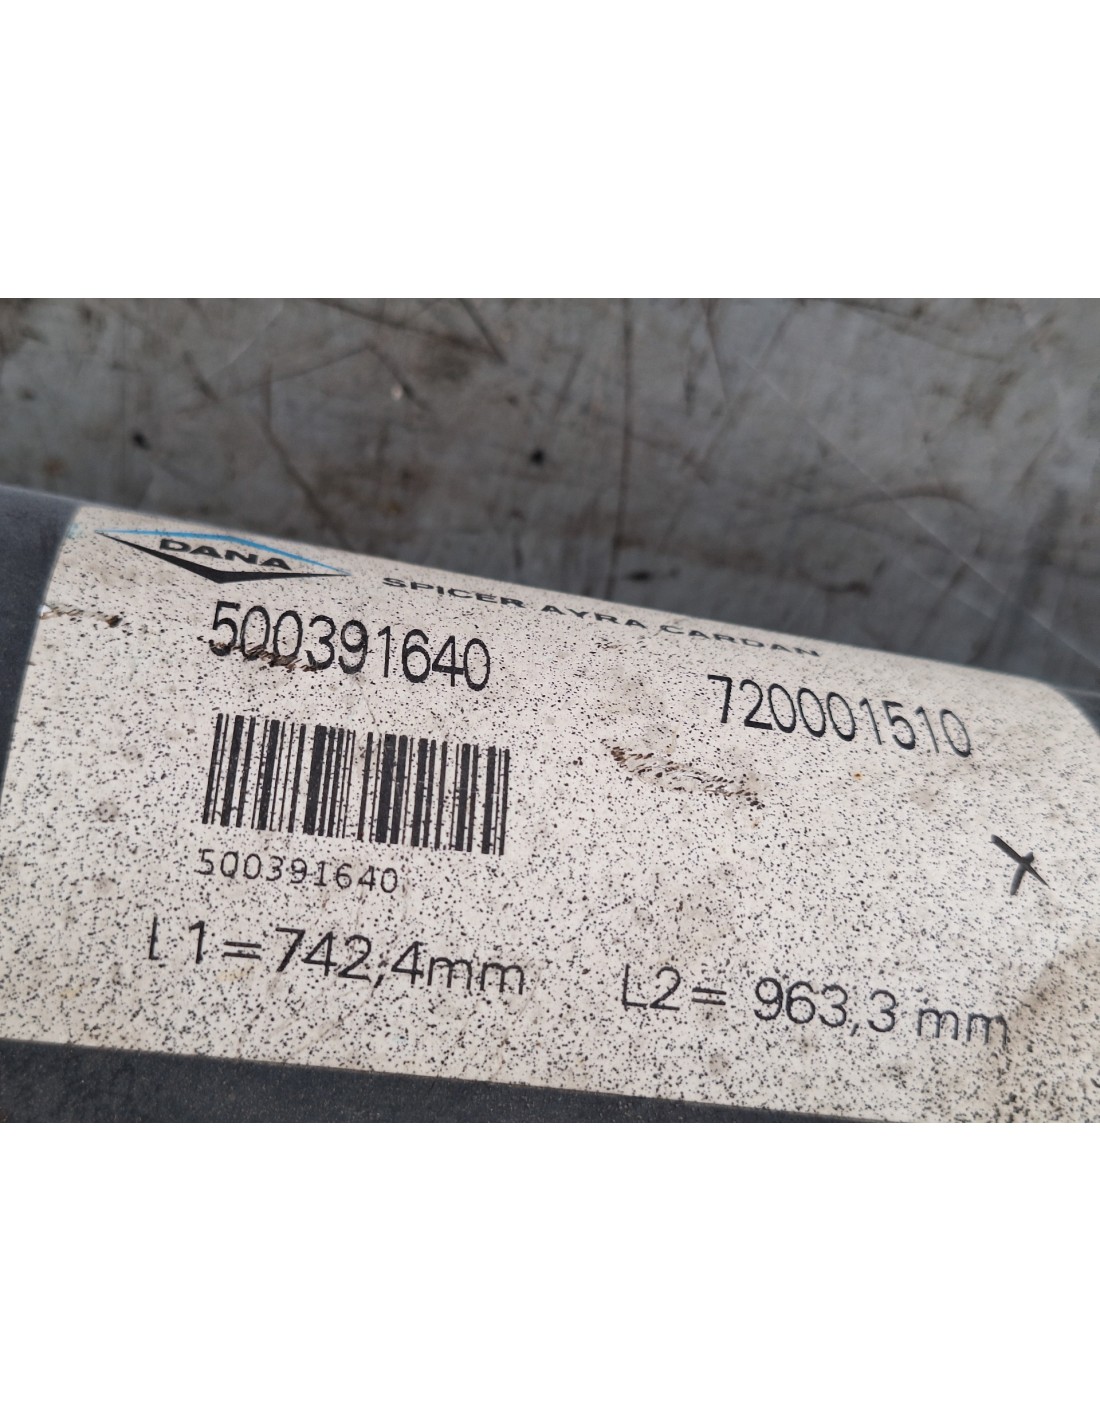 DANA
SPICER AYRA CARDAN
500391640
720001510
500391640
L1=742,4mm
L2= 963,3 mm